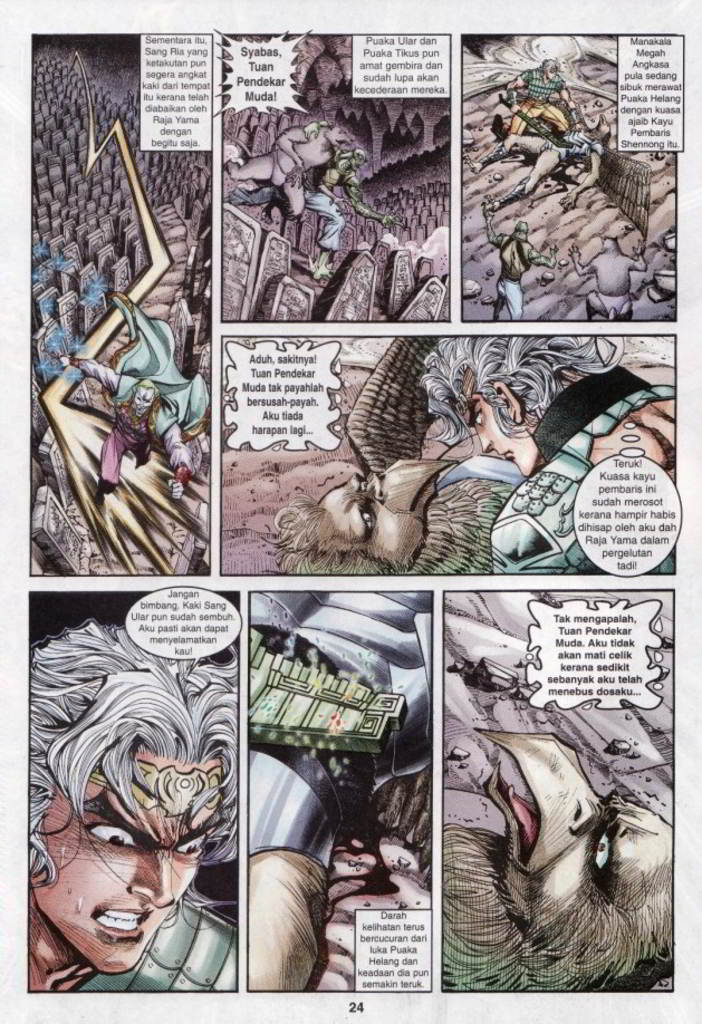 Sementara itu,
Sang Ria yang
ketakutan pun
segera angkat
kaki dari tempat
itu kerana telah
diabaikan oleh
Raja Yama
dengan
begitu saja.
Syabas,
Tuan
Pendekar
Muda!
Puaka Ular dan
Puaka Tikus pun
amat gembira dan
sudah lupa akan
kecederaan mereka.
Manakala
Megah
Angkasa
pula sedang
sibuk merawat
Puaka Helang
dengan kuasa
ajaib Kayu
Pembaris
Shennong itu.
Aduh, sakitnya!
Tuan Pendekar
Muda tak payahlah
bersusah-payah.
Aku tiada
harapan lagi...
Teruk!
Kuasa kayu
pembaris ini
sudah merosot
kerana hampir habis
dihisap oleh aku dah
Raja Yama dalam
pergelutan
tadi!
Jangan
bimbang. Kaki Sang
Ular pun sudah sembuh.
Aku pasti akan dapat
menyelamatkan
kau!
Darah
kelihatan terus
bercucuran dari
luka Puaka
Helang dan
keadaan dia pun
semakin teruk.
Tak mengapalah,
Tuan Pendekar
Muda. Aku tidak
akan mati celik
kerana sedikit
sebanyak aku telah
menebus dosaku...
24